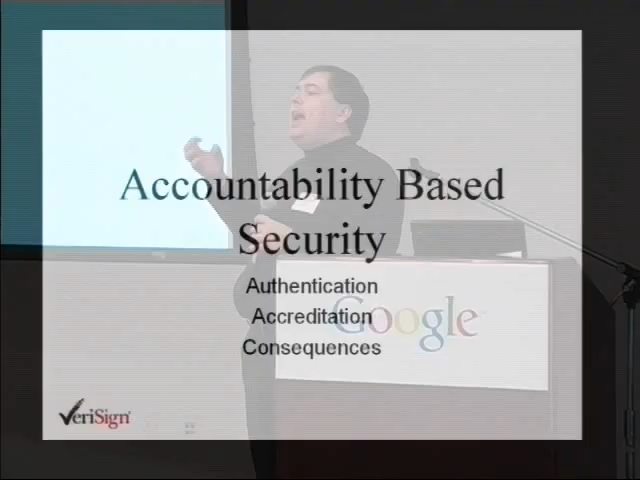 Accountability Based
Security
Authentication
Accreditation
Google
Consequences
VeriSign